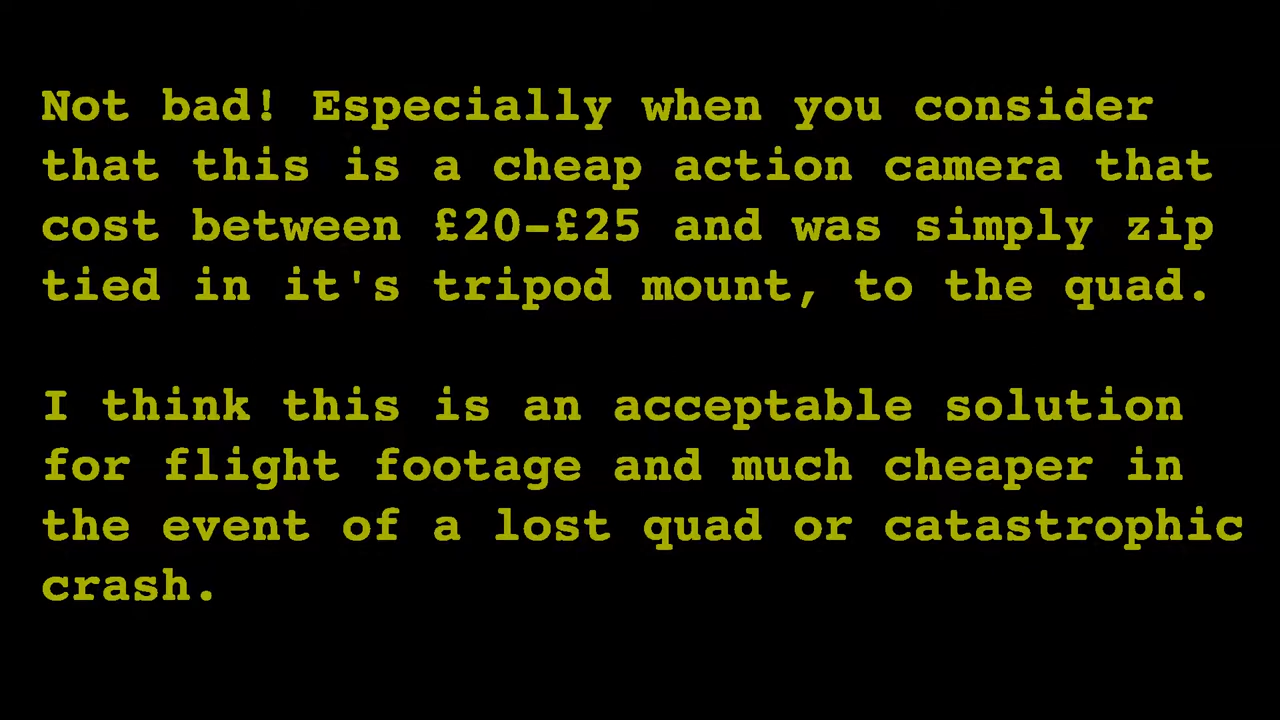 Not bad! Especially when you consider
that this is a cheap action camera that
cost between £20-£25 and was simply zip
tied in it's tripod mount, to the quad.
I think this is an acceptable solution
for flight footage and much cheaper in
the event of a lost quad or catastrophic
crash.